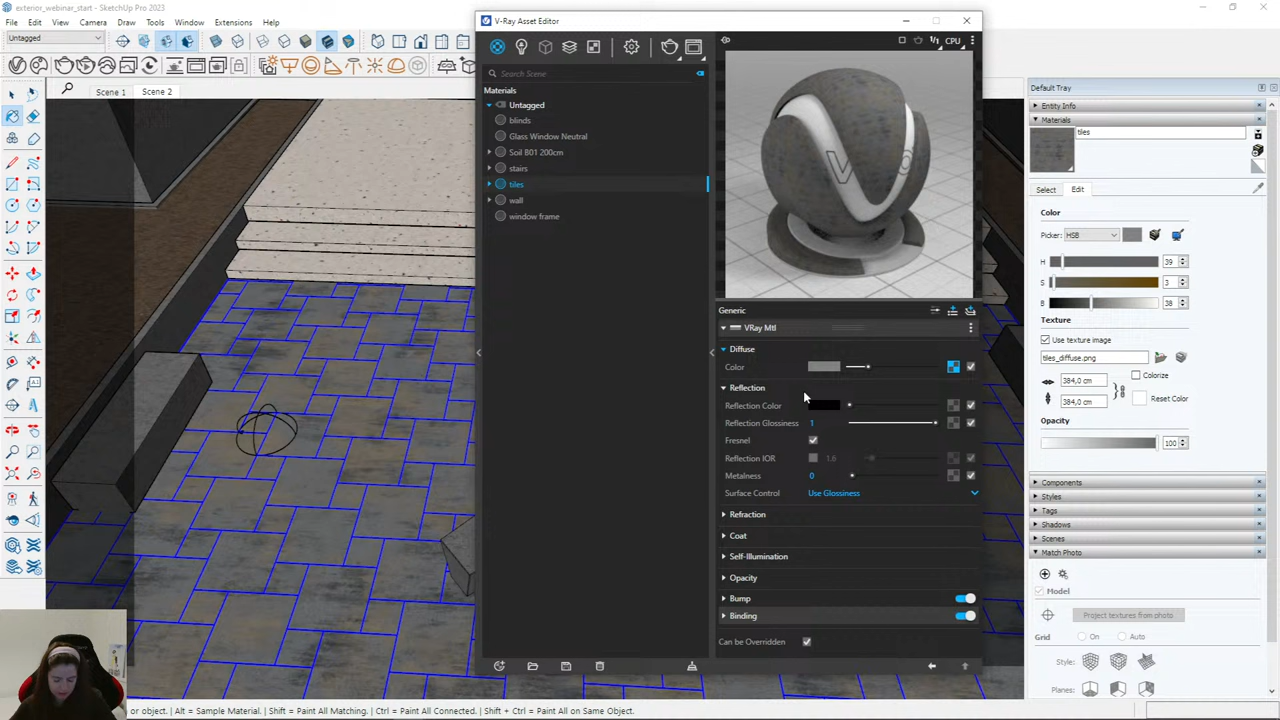 exterior_webinar_start - SketchUp Pro 2023
File Edit View Camera Draw Tools Window Extensions Help
Untagged
Scene 1 Scene 2
V-Ray Asset Editor
CPU
Search Scene
Materials
Untagged
blinds
Glass Window Neutral
Soil B01 200cm
stairs
tiles
wall
window frame
Generic
VRay Mtl
Diffuse
Color
Reflection
Reflection Color
Reflection Glossiness 1
Fresnel
Reflection IOR 1.6
Metalness 0
Surface Control Use Glossiness
Refraction
Coat
Self-Illumination
Opacity
Bump
Binding
Can be Overridden
Default Tray
Entity Info
Materials
tiles
Select Edit
Color
Picker: HSB
H 39
S 3
B 38
Texture
Use texture image
tiles_diffuse.png
384,0 cm Colorize
384,0 cm Reset Color
Opacity
100
Components
Styles
Tags
Shadows
Scenes
Match Photo
Model
Project textures from photo
Grid On Auto
Style:
Planes:
or object. | Alt = Sample Material. | Shift = Paint All Matching. | Ctrl = Paint All Connected. | Shift + Ctrl = Paint All on Same Object.